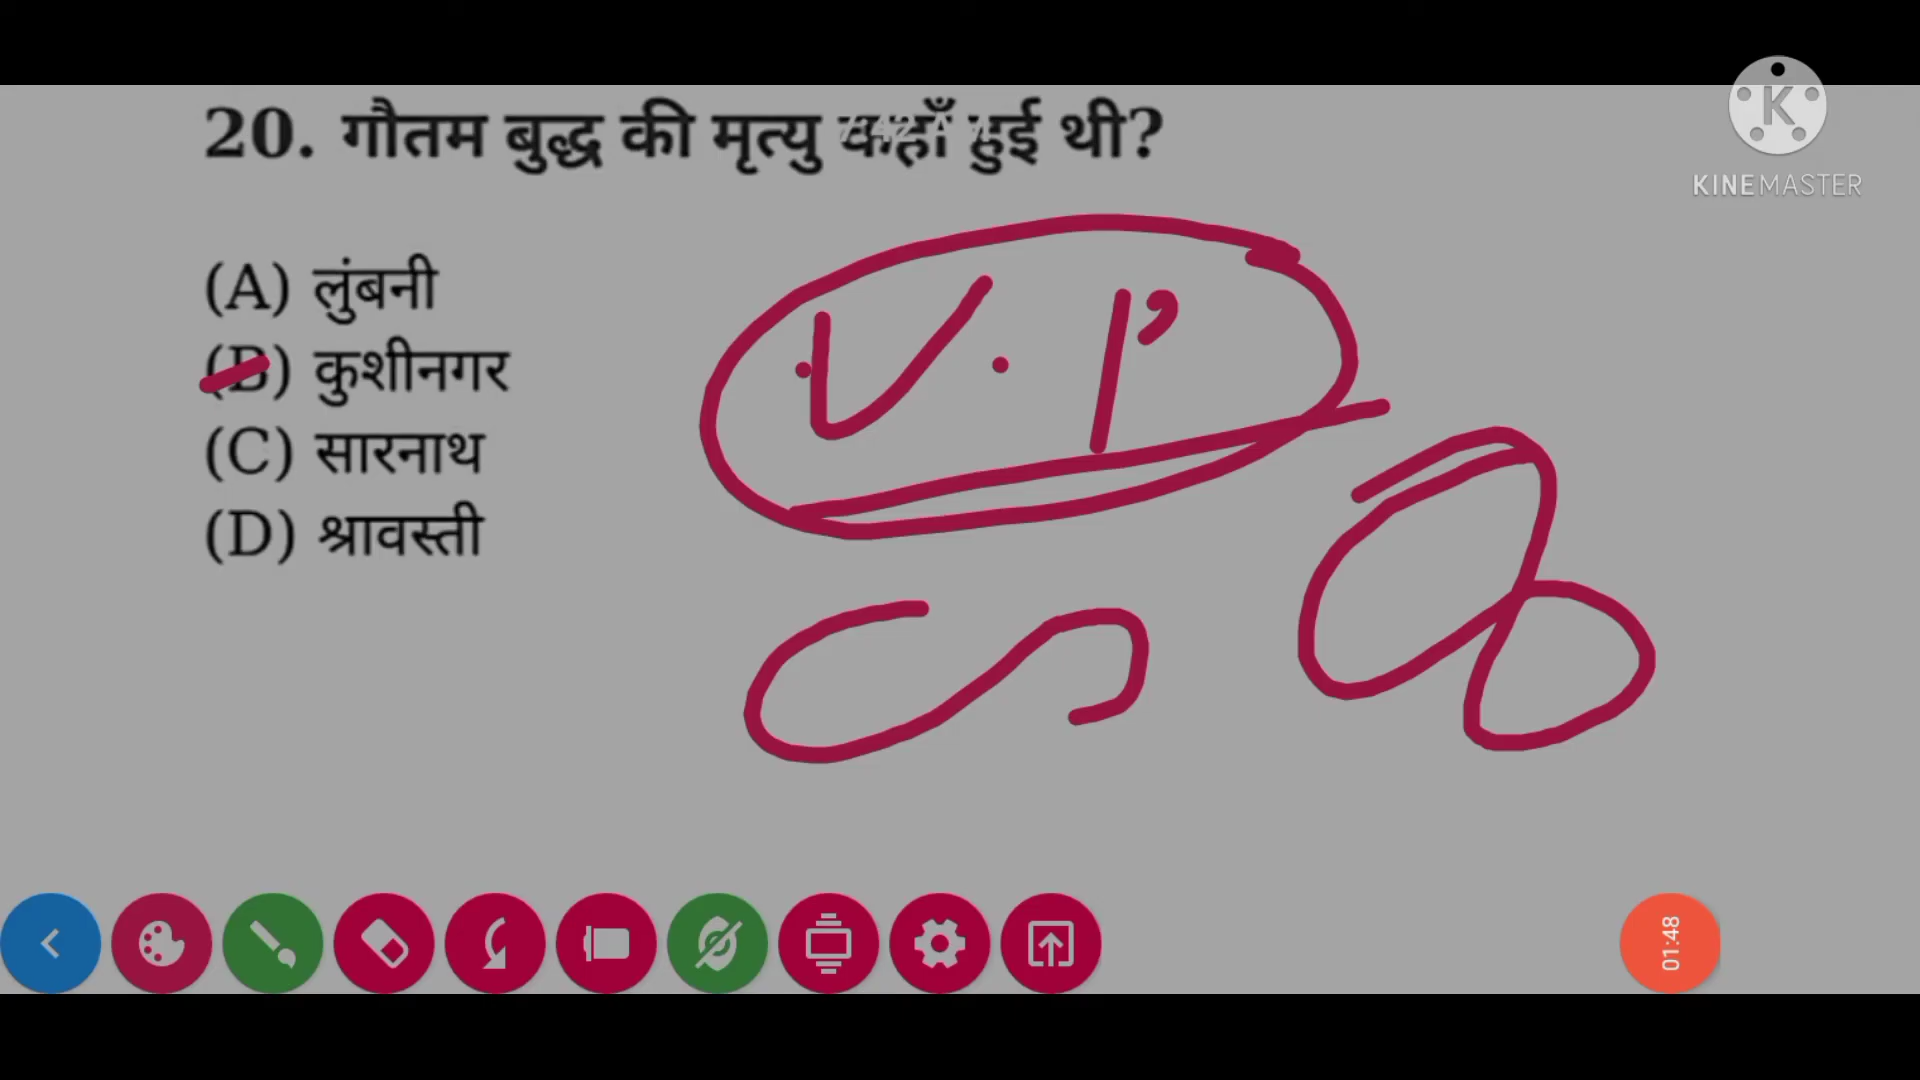 20. गौतम बुद्ध की मृत्यु कहाँ हुई थी?
(A) लुंबनी
(B) कुशीनगर
(C) सारनाथ
(D) श्रावस्ती
KINEMASTER
01:48